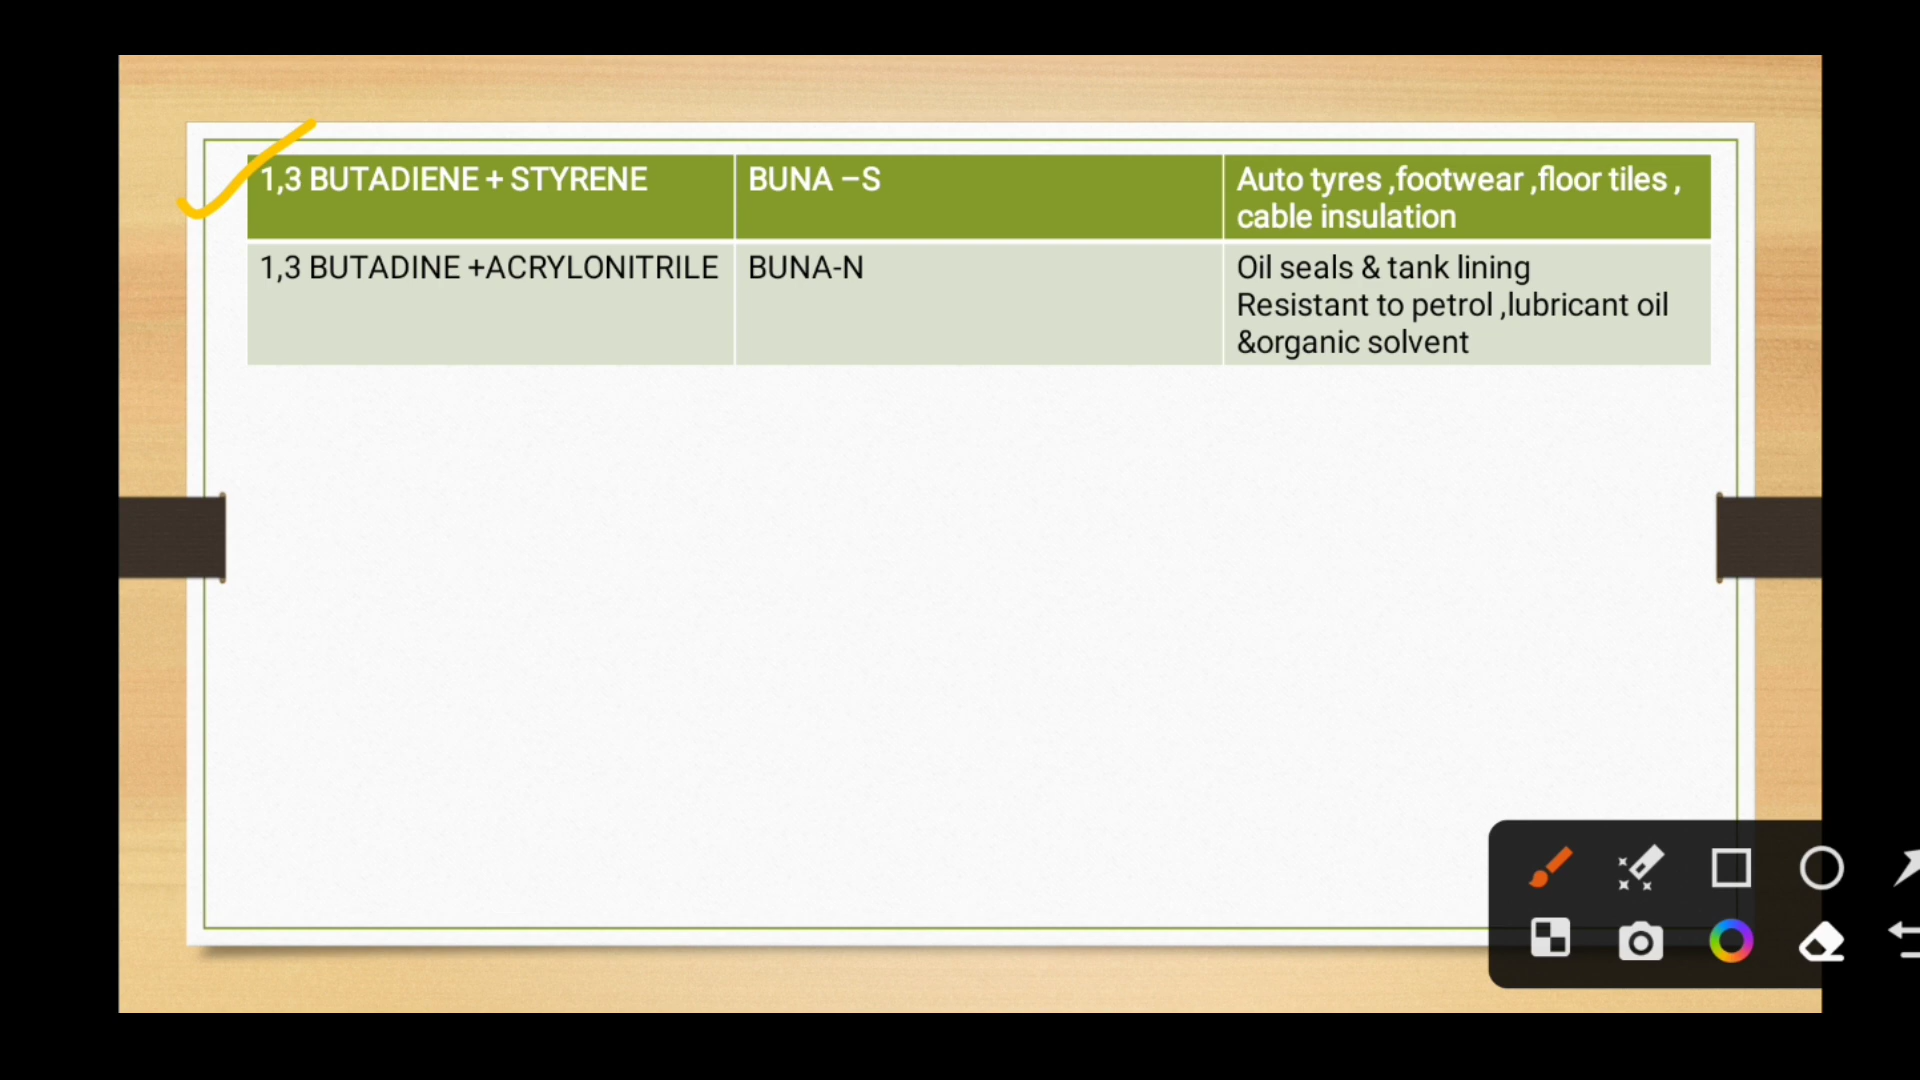 1,3 BUTADIENE + STYRENE
BUNA –S
Auto tyres ,footwear ,floor tiles ,
cable insulation
1,3 BUTADINE +ACRYLONITRILE
BUNA-N
Oil seals & tank lining
Resistant to petrol ,lubricant oil
&organic solvent